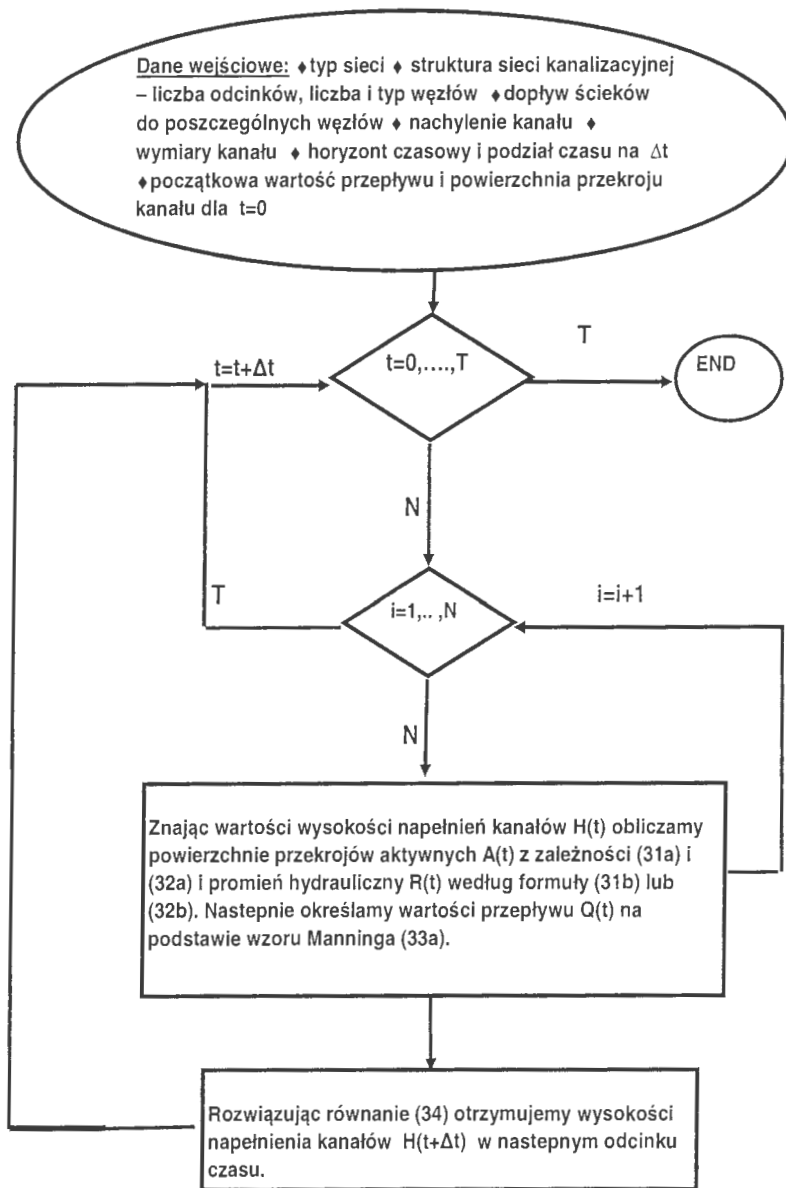 Dane wejściowe: ♦typ sieci ♦ struktura sieci kanalizacyjnej
– liczba odcinków, liczba i typ węzłów ♦dopływ ścieków
do poszczególnych węzłów ♦ nachylenie kanału ♦
wymiary kanału ♦ horyzont czasowy i podział czasu na Δt
♦początkowa wartość przepływu i powierzchnia przekroju
kanału dla t=0
t=t+Δt
t=0,....,T
T
END
N
T
i=1,.. ,N
i=i+1
N
Znając wartości wysokości napełnień kanałów H(t) obliczamy
powierzchnie przekrojów aktywnych A(t) z zależności (31a) i
(32a) i promień hydrauliczny R(t) według formuły (31b) lub
(32b). Nastepnie określamy wartości przepływu Q(t) na
podstawie wzoru Manninga (33a).
Rozwiązując równanie (34) otrzymujemy wysokości
napełnienia kanałów H(t+Δt) w nastepnym odcinku
czasu.